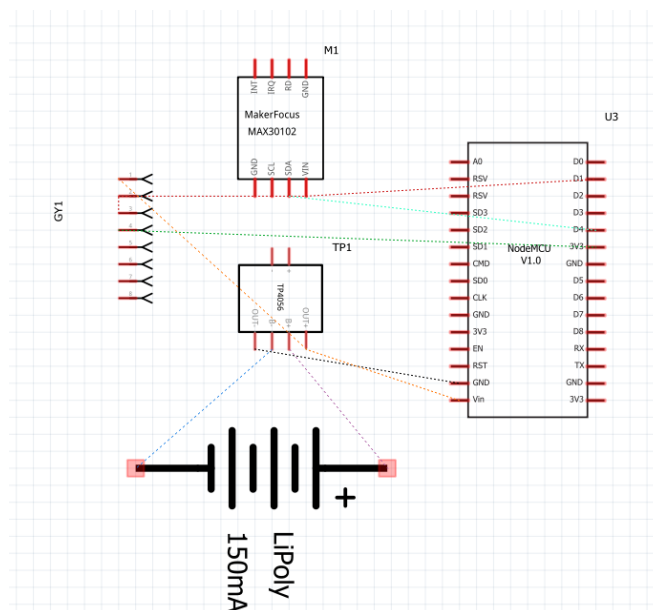 M1
INT
IRQ
RD
GND
MakerFocus
MAX30102
GND
SCL
SDA
VIN
U3
A0
RSV
RSV
SD3
SD2
SD1
CMD
SD0
CLK
GND
3V3
EN
RST
GND
Vin
NodeMCU
V1.0
D0
D1
D2
D3
D4
3V3
GND
D5
D6
D7
D8
RX
TX
GND
3V3
GY1
TP1
TP4056
OUT-
B-
B+
OUT+
+
LiPoly
150mA